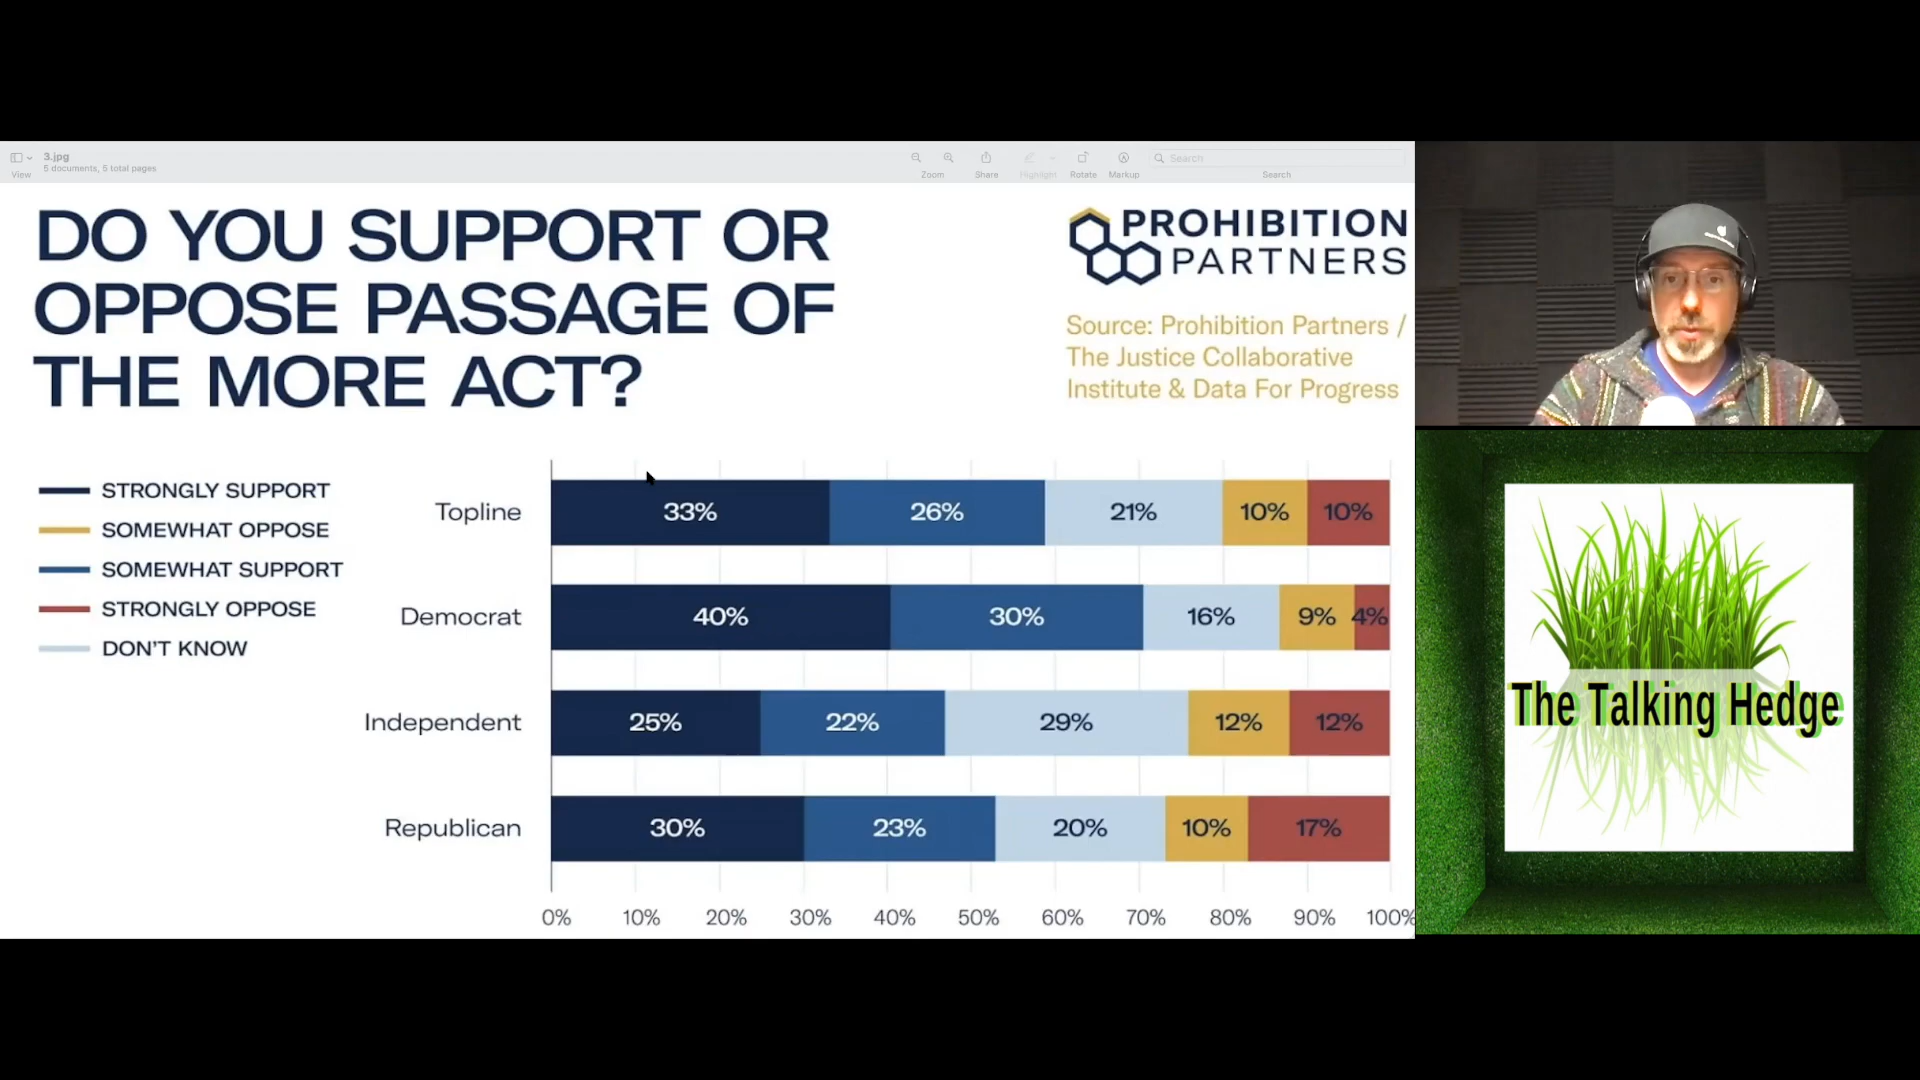 3.jpg
5 documents, 5 total pages
View
Zoom
Share
Highlight
Rotate
Markup
Search
Search
DO YOU SUPPORT OR
OPPOSE PASSAGE OF
THE MORE ACT?
PROHIBITION
PARTNERS
Source: Prohibition Partners /
The Justice Collaborative
Institute & Data For Progress
STRONGLY SUPPORT
SOMEWHAT OPPOSE
SOMEWHAT SUPPORT
STRONGLY OPPOSE
DON'T KNOW
Topline 33% 26% 21% 10% 10%
Democrat 40% 30% 16% 9% 4%
Independent 25% 22% 29% 12% 12%
Republican 30% 23% 20% 10% 17%
0% 10% 20% 30% 40% 50% 60% 70% 80% 90% 100%
The Talking Hedge